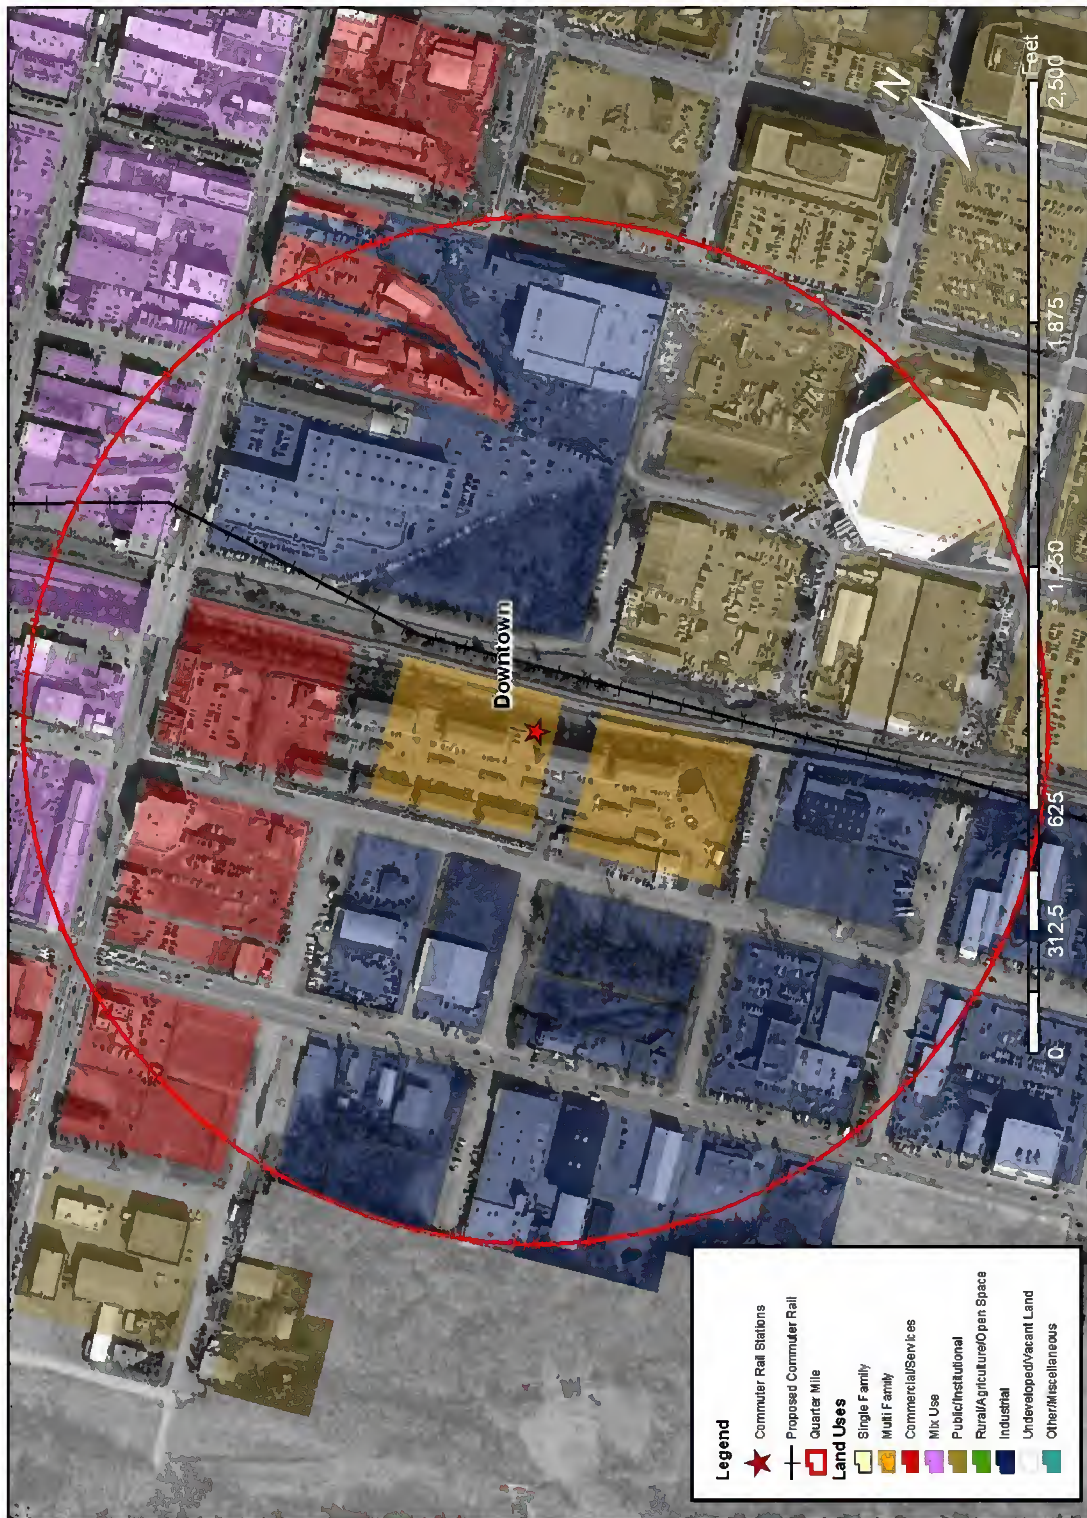 Downtown
N
0 312.5 625 1,250 1,875 2,500
Feet
Legend
Commuter Rail Stations
Proposed Commuter Rail
Quarter Mile
Land Uses
Single Family
Multi Family
Commercial/Services
Mix Use
Public/Institutional
Rural/Agriculture/Open Space
Industrial
Undeveloped/Vacant Land
Other/Miscellaneous